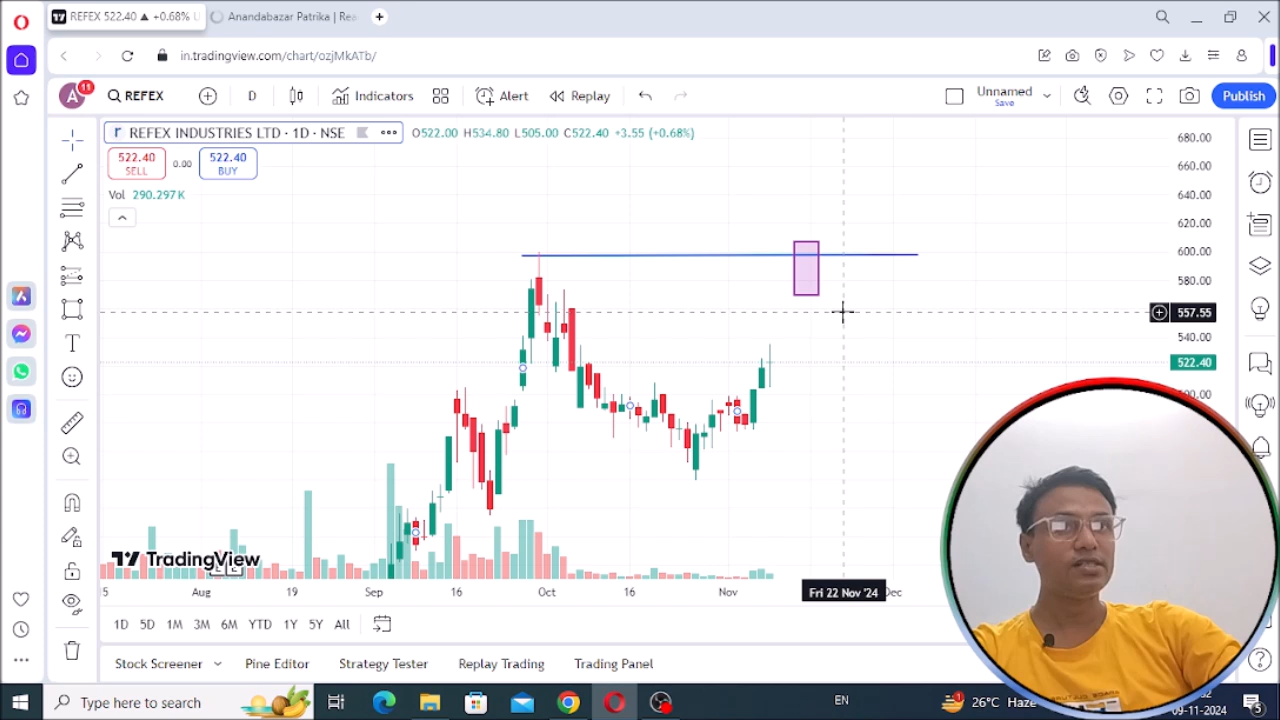 REFEX 522.40 ▲ +0.68%
Anandabazar Patrika | Rea
in.tradingview.com/chart/ozjMkATb/
A 11 REFEX D Indicators Alert Replay Unnamed Save Publish
REFEX INDUSTRIES LTD · 1D · NSE O522.00 H534.80 L505.00 C522.40 +3.55 (+0.68%)
522.40 SELL 0.00 522.40 BUY
Vol 290.297 K
680.00
660.00
640.00
620.00
600.00
580.00
557.55
540.00
522.40
TradingView
Aug 19 Sep 16 Oct 16 Nov Fri 22 Nov '24 Dec
1D 5D 1M 3M 6M YTD 1Y 5Y All
Stock Screener Pine Editor Strategy Tester Replay Trading Trading Panel
Type here to search
EN
1 26°C Haze
09-11-2024
5